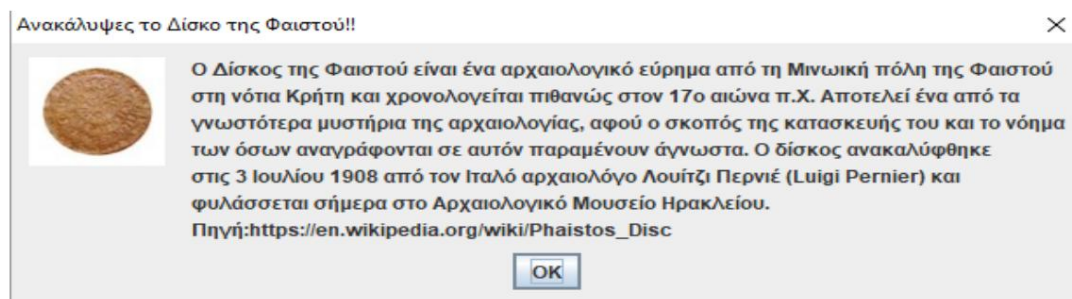 Ανακάλυψες το Δίσκο της Φαιστού!!
Ο Δίσκος της Φαιστού είναι ένα αρχαιολογικό εύρημα από τη Μινωική πόλη της Φαιστού
στη νότια Κρήτη και χρονολογείται πιθανώς στον 17ο αιώνα π.Χ. Αποτελεί ένα από τα
γνωστότερα μυστήρια της αρχαιολογίας, αφού ο σκοπός της κατασκευής του και το νόημα
των όσων αναγράφονται σε αυτόν παραμένουν άγνωστα. Ο δίσκος ανακαλύφθηκε
στις 3 Ιουλίου 1908 από τον Ιταλό αρχαιολόγο Λουίτζι Περνιέ (Luigi Pernier) και
φυλάσσεται σήμερα στο Αρχαιολογικό Μουσείο Ηρακλείου.
Πηγή:https://en.wikipedia.org/wiki/Phaistos_Disc
OK